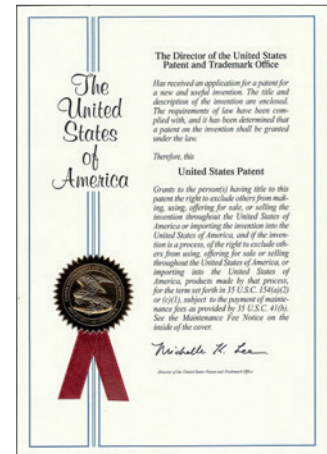 The
United
States
of
America
The Director of the United States
Patent and Trademark Office
Has received an application for a patent for
a new and useful invention. The title and
description of the invention are enclosed.
The requirements of law have been com-
plied with, and it has been determined that
a patent on the invention shall be granted
under the law.
Therefore, this
United States Patent
Grants to the person(s) having title to this
patent the right to exclude others from mak-
ing, using, offering for sale, or selling the
invention throughout the United States of
America or importing the invention into the
United States of America, and if the inven-
tion is a process, of the right to exclude oth-
ers from using, offering for sale or selling
throughout the United States of America, or
importing into the United States of
America, products made by that process,
for the term set forth in 35 U.S.C. 154(a)(2)
or (c)(1), subject to the payment of mainte-
nance fees as provided by 35 U.S.C. 41(b).
See the Maintenance Fee Notice on the
inside of the cover.
Michelle K. Lee
Director of the United States Patent and Trademark Office